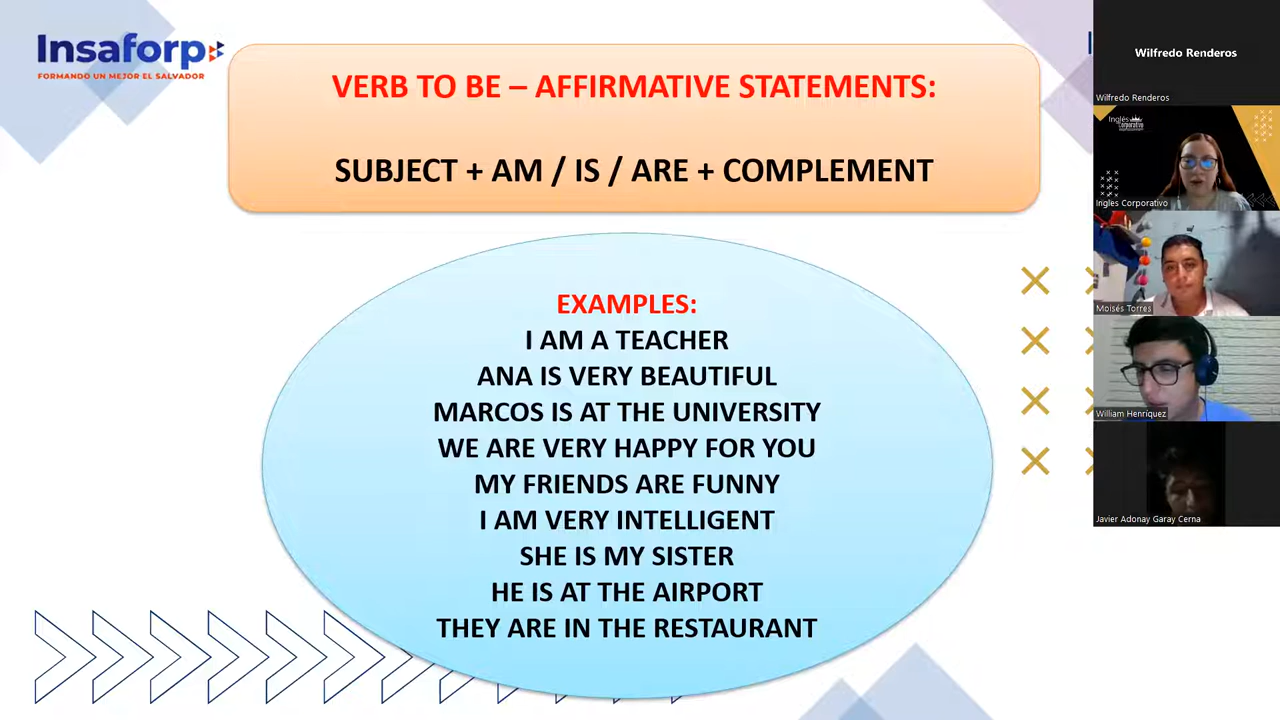 Insaforp
FORMANDO UN MEJOR EL SALVADOR
VERB TO BE – AFFIRMATIVE STATEMENTS:
SUBJECT + AM / IS / ARE + COMPLEMENT
EXAMPLES:
I AM A TEACHER
ANA IS VERY BEAUTIFUL
MARCOS IS AT THE UNIVERSITY
WE ARE VERY HAPPY FOR YOU
MY FRIENDS ARE FUNNY
I AM VERY INTELLIGENT
SHE IS MY SISTER
HE IS AT THE AIRPORT
THEY ARE IN THE RESTAURANT
Wilfredo Renderos
Wilfredo Renderos
Inglés
Corporativo
Ingles Corporativo
Moisés Torres
William Henríquez
Javier Adonay Garay Cerna